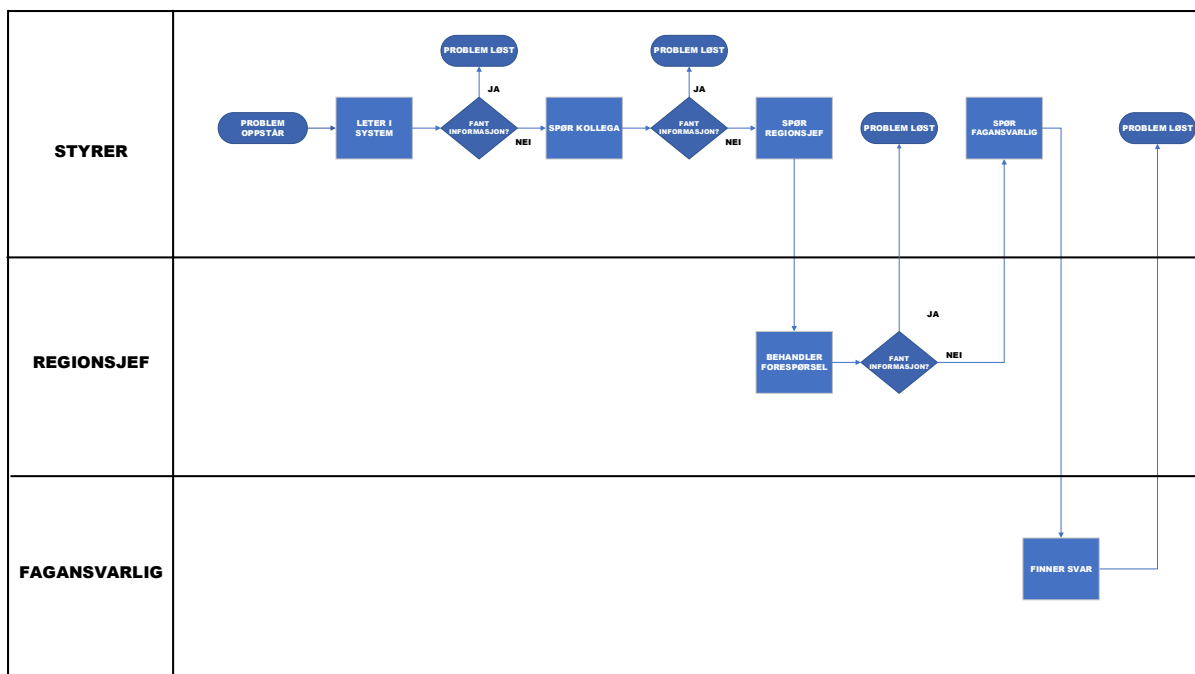 STYRER
PROBLEM
OPPSTÅR
LETER I
SYSTEM
PROBLEM LØST
JA
FANT
INFORMASJON?
NEI
SPØR KOLLEGA
PROBLEM LØST
JA
FANT
INFORMASJON?
NEI
SPØR
REGIONSJEF
PROBLEM LØST
SPØR
FAGANSVARLIG
PROBLEM LØST
REGIONSJEF
BEHANDLER
FORESPØRSEL
FANT
INFORMASJON?
JA
NEI
FAGANSVARLIG
FINNER SVAR